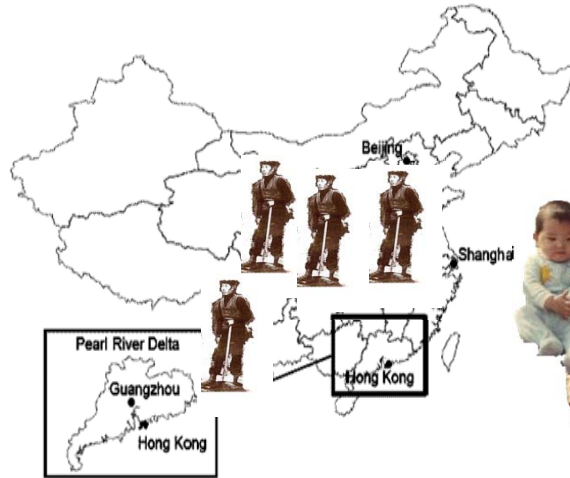 Beijing
Shanghai
Pearl River Delta
Guangzhou
Hong Kong
Hong Kong